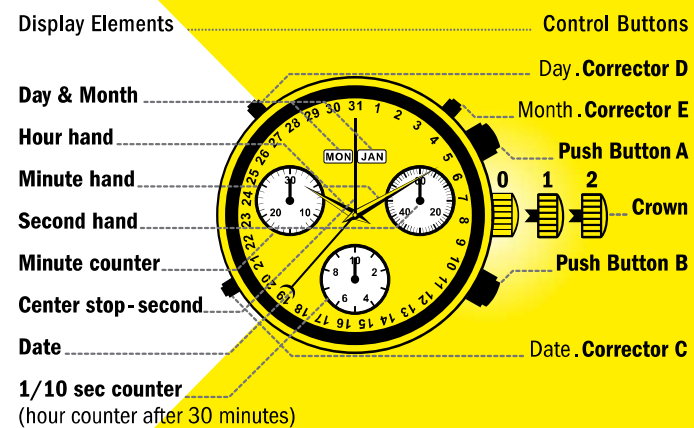 Display Elements
Control Buttons
Day . Corrector D
Month . Corrector E
Push Button A
0 1 2
Crown
Push Button B
Date . Corrector C
Day & Month
Hour hand
Minute hand
Second hand
Minute counter
Center stop-second
Date
1/10 sec counter
(hour counter after 30 minutes)
31 1 2 3 4 5 6 7 8 9 10 11 12 13 14 15 16 17 18 19 20 21 22 23 24 25 26 27 28 29 30
MON JAN
30
20 10
60
40 20
10
8 2
6 4